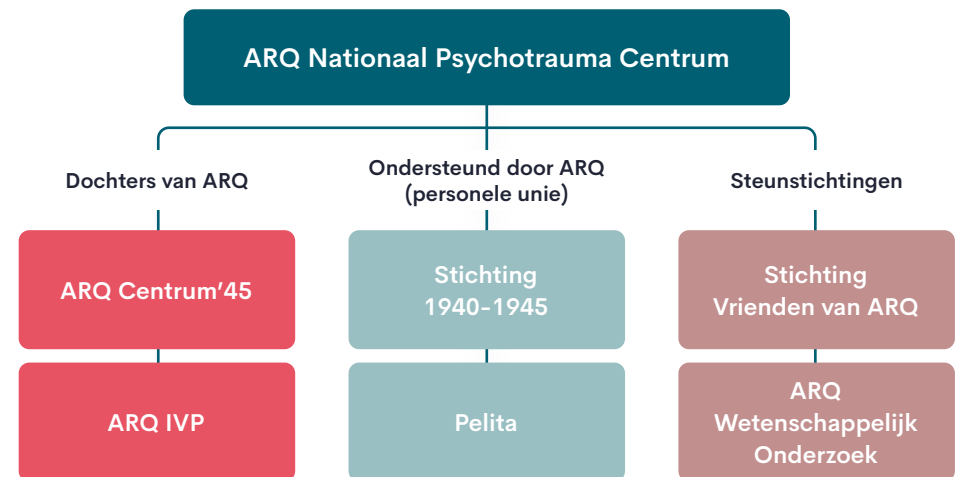 ARQ Nationaal Psychotrauma Centrum
Dochters van ARQ
ARQ Centrum’45
ARQ IVP
Ondersteund door ARQ
(personele unie)
Stichting
1940-1945
Pelita
Steunstichtingen
Stichting
Vrienden van ARQ
ARQ
Wetenschappelijk
Onderzoek